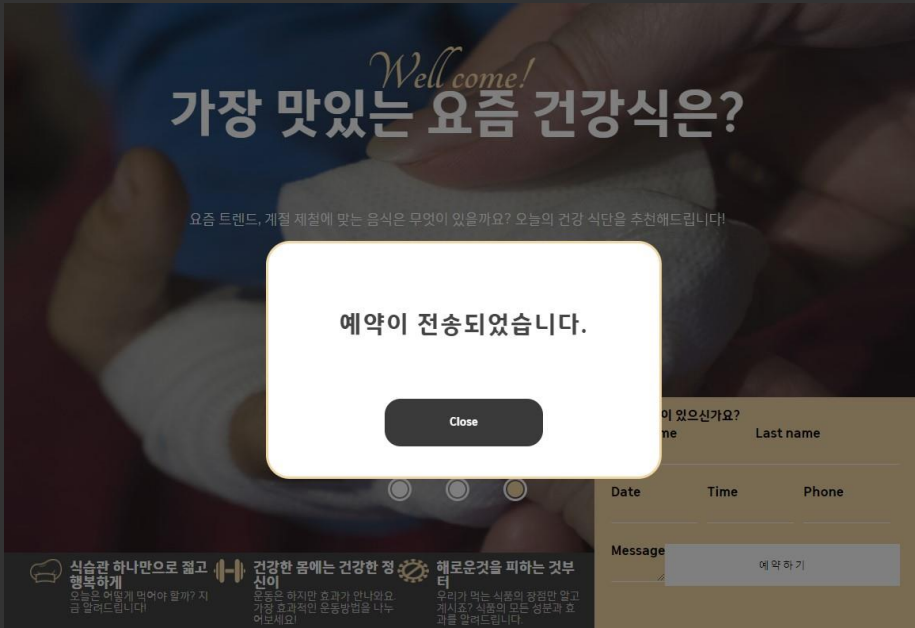 Well come!
가장 맛있는 요즘 건강식은?
요즘 트렌드, 계절 제철에 맞는 음식은 무엇이 있을까요? 오늘의 건강 식단을 추천해드립니다!
예약이 전송되었습니다.
Close
이 있으신가요?
me Last name
Date Time Phone
Message
예약하기
식습관 하나만으로 젊고
행복하게
오늘은 어떻게 먹어야 할까? 지
금 알려드립니다!
건강한 몸에는 건강한 정
신이
운동은 하지만 효과가 안나와요.
가장 효과적인 운동방법을 나누
어보세요!
해로운것을 피하는 것부
터
우리가 먹는 식품의 장점만 알고
계시죠? 식품의 모든 성분과 효
과를 알려드립니다.